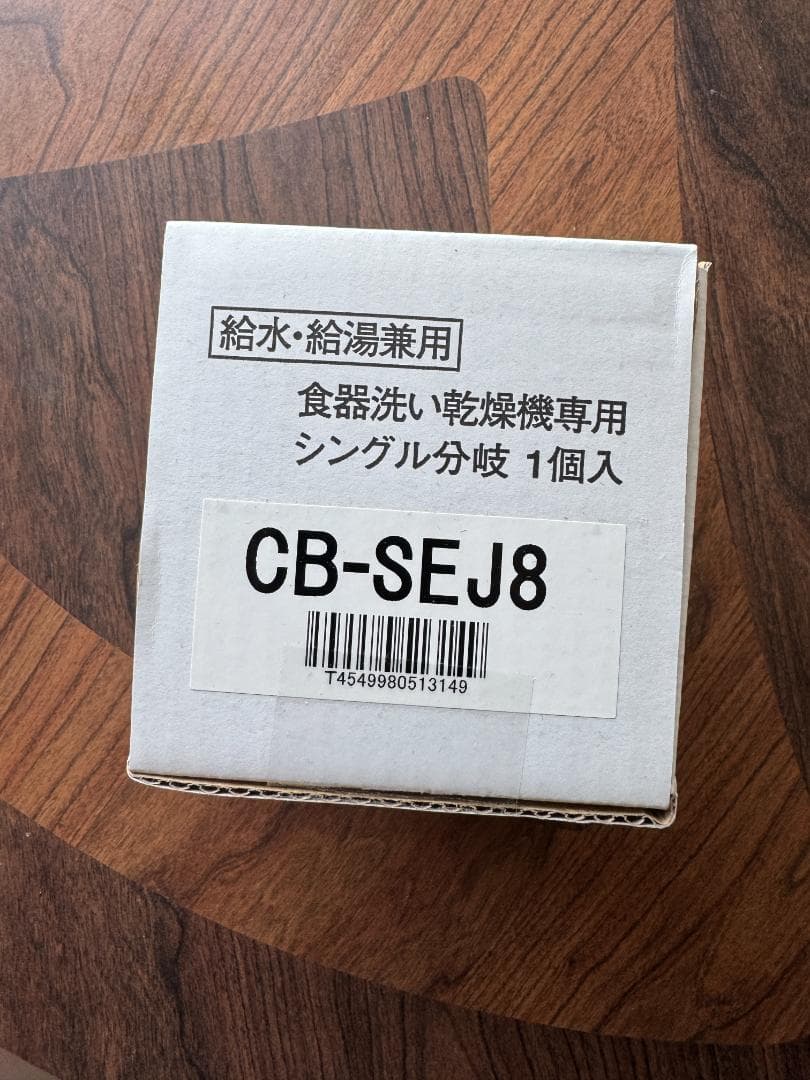 給水・給湯兼用
食器洗い乾燥機専用
シングル分岐 1個入
CB-SEJ8
T4549980513149